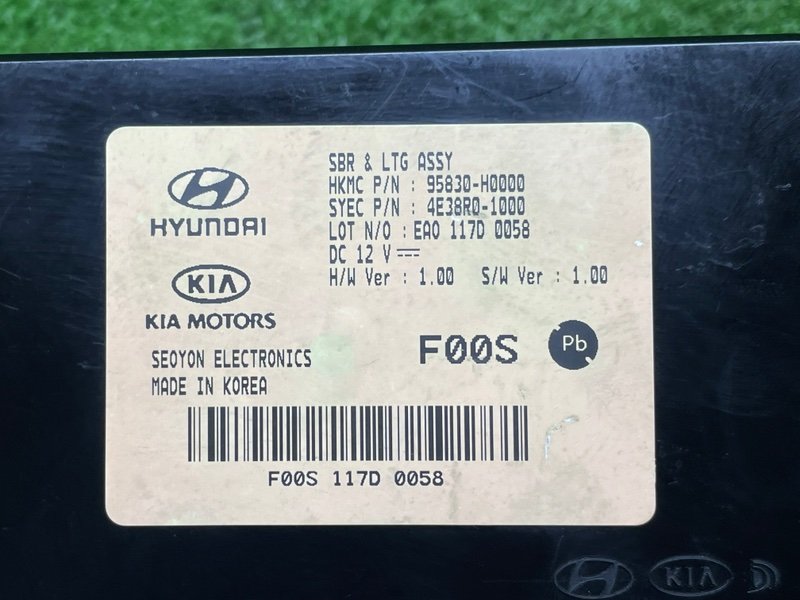 SBR & LTG ASSY
HKMC P/N : 95830-H0000
SYEC P/N : 4E38R0-1000
LOT N/O : EA0 117D 0058
DC 12 V
H/W Ver : 1.00 S/W Ver : 1.00
HYUNDAI
KIA
KIA MOTORS
SEOYON ELECTRONICS
MADE IN KOREA
F00S
Pb
F00S 117D 0058
KIA